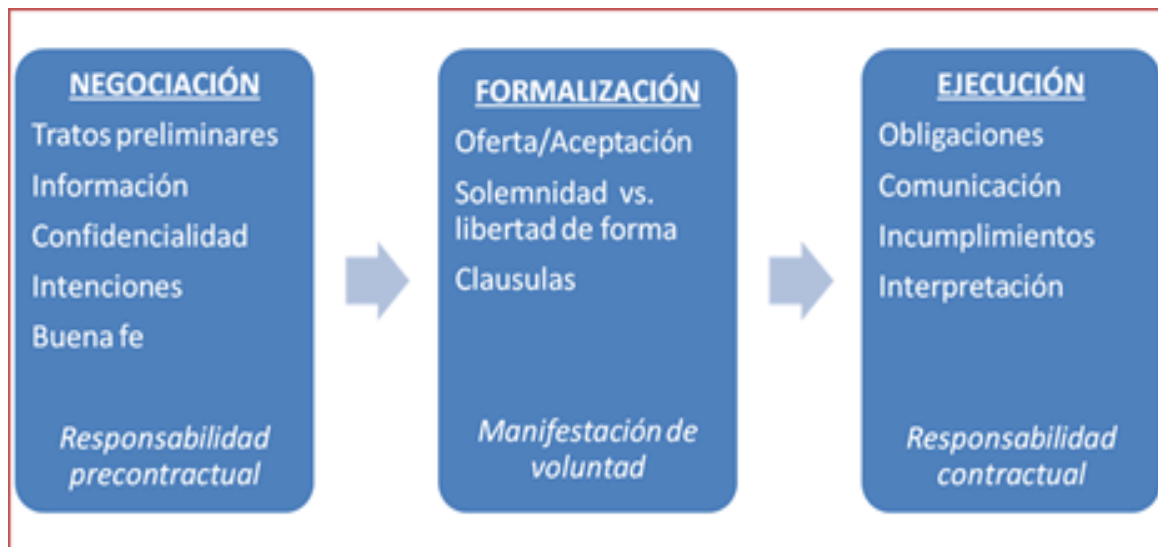 NEGOCIACIÓN
Tratos preliminares
Información
Confidencialidad
Intenciones
Buena fe
Responsabilidad
precontractual
FORMALIZACIÓN
Oferta/Aceptación
Solemnidad vs.
libertad de forma
Clausulas
Manifestación de
voluntad
EJECUCIÓN
Obligaciones
Comunicación
Incumplimientos
Interpretación
Responsabilidad
contractual